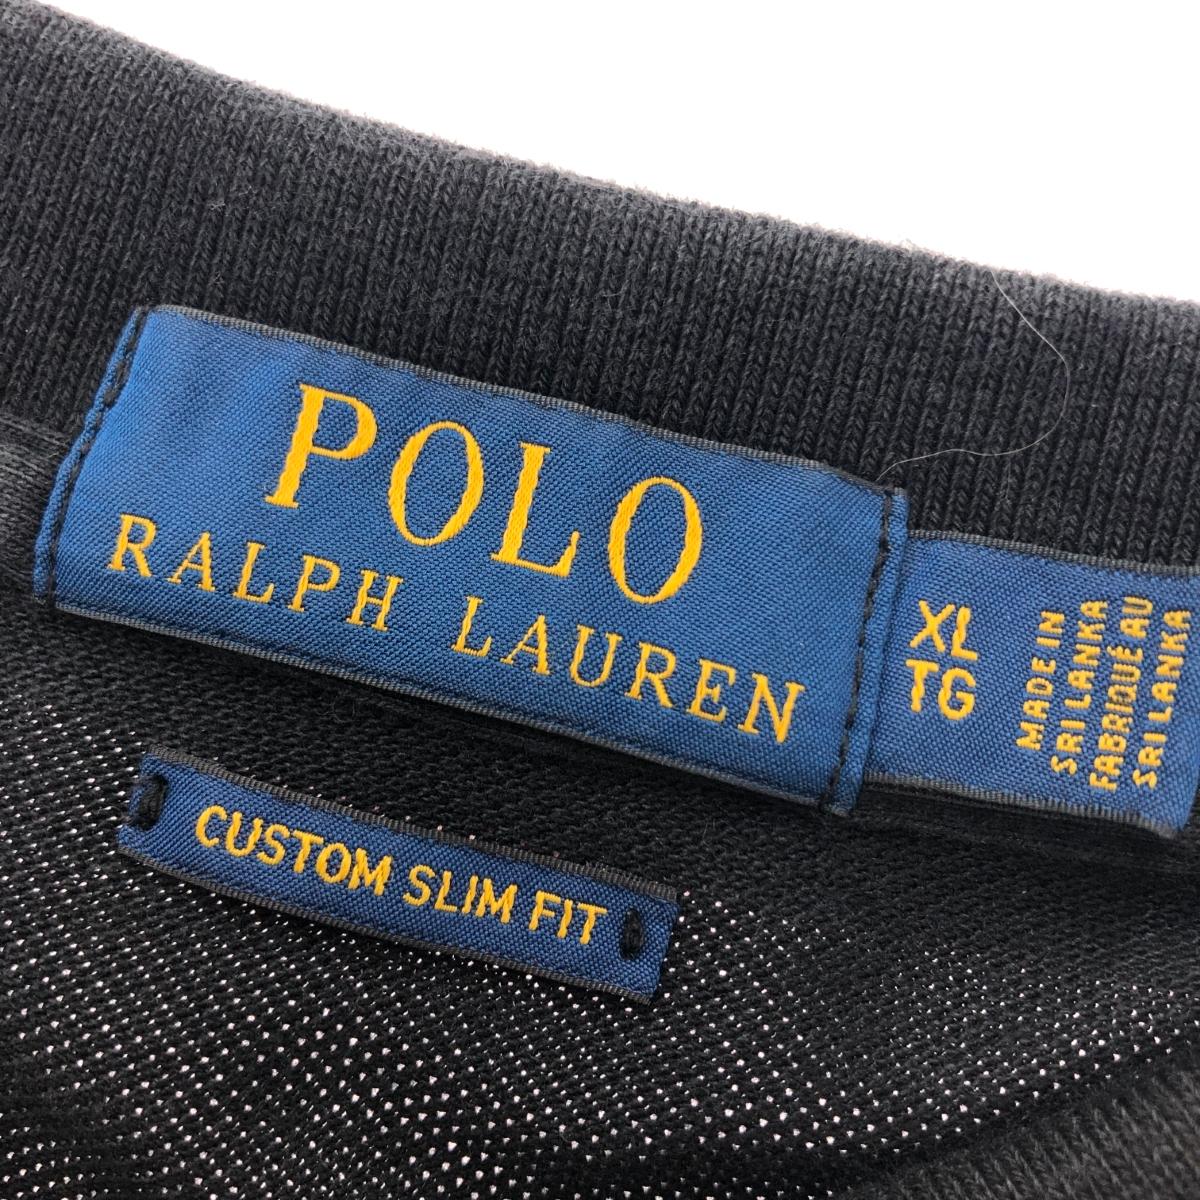 POLO
RALPH LAUREN
XL
TG
MADE IN
SRI LANKA
FABRIQUÉ AU
SRI LANKA
CUSTOM SLIM FIT